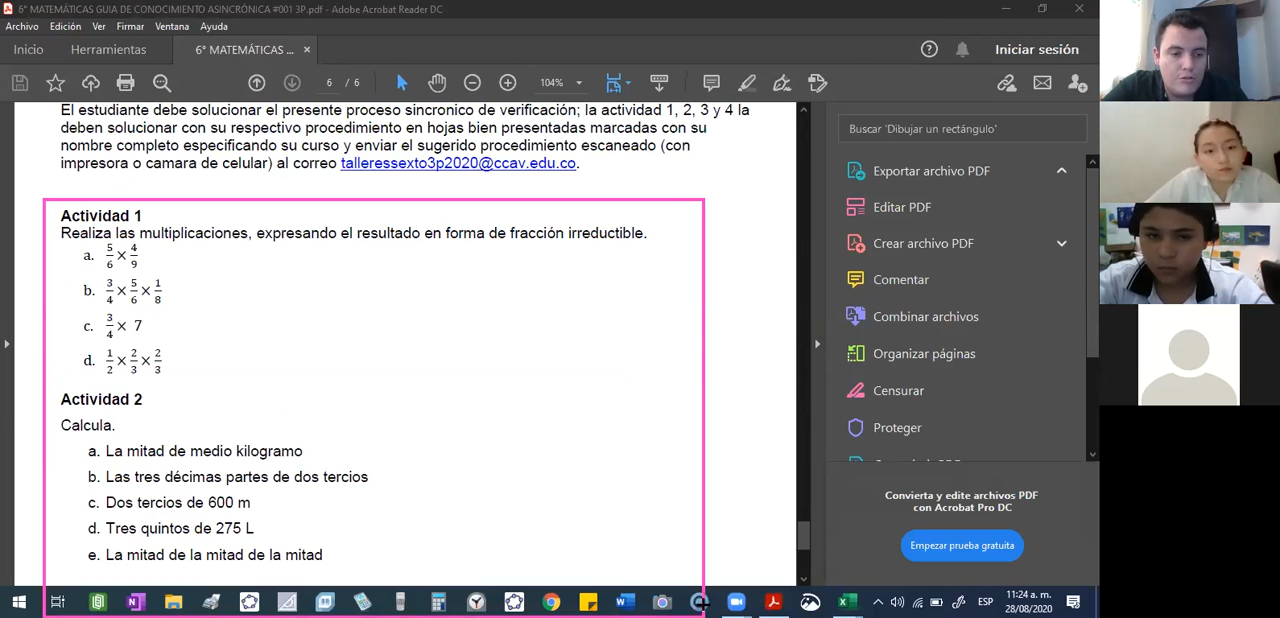 6° MATEMÁTICAS GUIA DE CONOCIMIENTO ASINCRÓNICA #001 3P.pdf - Adobe Acrobat Reader DC
Archivo Edición Ver Firmar Ventana Ayuda
Inicio Herramientas 6° MATEMÁTICAS ... × Iniciar sesión
6 / 6 104%
El estudiante debe solucionar el presente proceso sincronico de verificación; la actividad 1, 2, 3 y 4 la
deben solucionar con su respectivo procedimiento en hojas bien presentadas marcadas con su
nombre completo especificando su curso y enviar el sugerido procedimiento escaneado (con
impresora o camara de celular) al correo talleressexto3p2020@ccav.edu.co.
Actividad 1
Realiza las multiplicaciones, expresando el resultado en forma de fracción irreductible.
a. 5/6 × 4/9
b. 3/4 × 5/6 × 1/8
c. 3/4 × 7
d. 1/2 × 2/3 × 2/3
Actividad 2
Calcula.
a. La mitad de medio kilogramo
b. Las tres décimas partes de dos tercios
c. Dos tercios de 600 m
d. Tres quintos de 275 L
e. La mitad de la mitad de la mitad
Buscar 'Dibujar un rectángulo'
Exportar archivo PDF
Editar PDF
Crear archivo PDF
Comentar
Combinar archivos
Organizar páginas
Censurar
Proteger
Convierta y edite archivos PDF
con Acrobat Pro DC
Empezar prueba gratuita
ESP
11:24 a. m.
28/08/2020